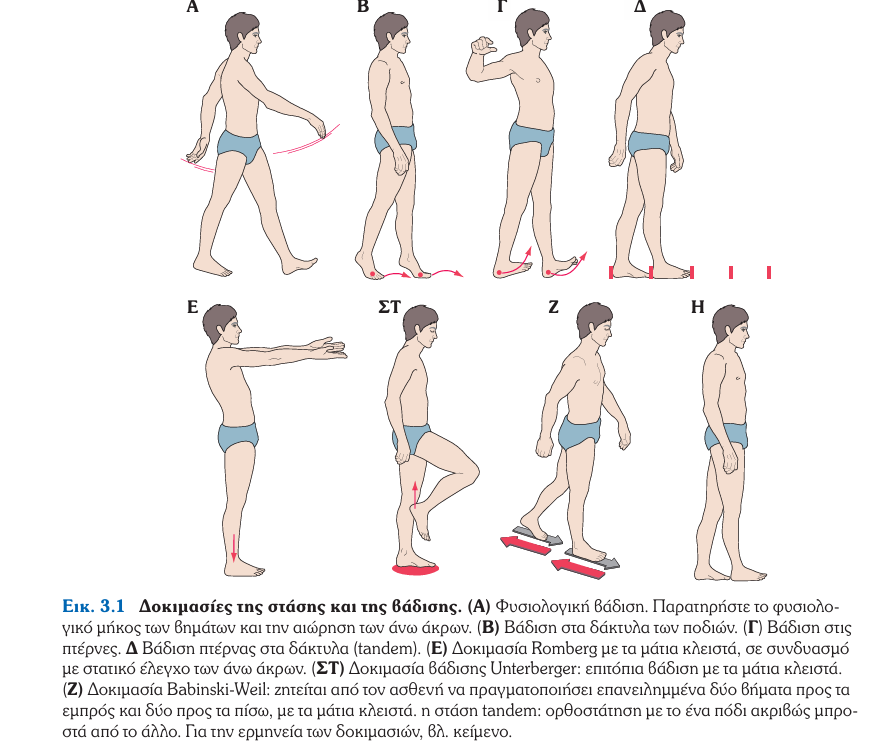 Α Β Γ Δ
Ε ΣΤ Ζ Η
Εικ. 3.1 Δοκιμασίες της στάσης και της βάδισης. (Α) Φυσιολογική βάδιση. Παρατηρήστε το φυσιολο-
γικό μήκος των βημάτων και την αιώρηση των άνω άκρων. (Β) Βάδιση στα δάκτυλα των ποδιών. (Γ) Βάδιση στις
πτέρνες. Δ Βάδιση πτέρνας στα δάκτυλα (tandem). (Ε) Δοκιμασία Romberg με τα μάτια κλειστά, σε συνδυασμό
με στατικό έλεγχο των άνω άκρων. (ΣΤ) Δοκιμασία βάδισης Unterberger: επιτόπια βάδιση με τα μάτια κλειστά.
(Ζ) Δοκιμασία Babinski-Weil: ζητείται από τον ασθενή να πραγματοποιήσει επανειλημμένα δύο βήματα προς τα
εμπρός και δύο προς τα πίσω, με τα μάτια κλειστά. η στάση tandem: ορθοστάτηση με το ένα πόδι ακριβώς μπρο-
στά από το άλλο. Για την ερμηνεία των δοκιμασιών, βλ. κείμενο.